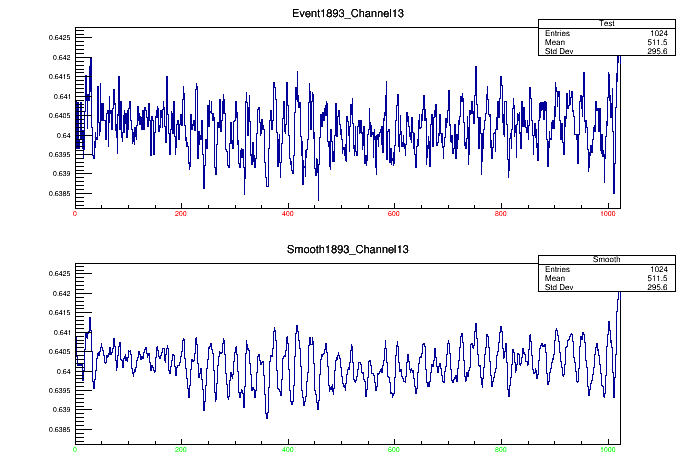 Event1893_Channel13
Test
Entries 1024
Mean 511.5
Std Dev 295.6
0.6425
0.642
0.6415
0.641
0.6405
0.64
0.6395
0.639
0.6385
0 200 400 600 800 1000
Smooth1893_Channel13
Smooth
Entries 1024
Mean 511.5
Std Dev 295.6
0.6425
0.642
0.6415
0.641
0.6405
0.64
0.6395
0.639
0.6385
0 200 400 600 800 1000